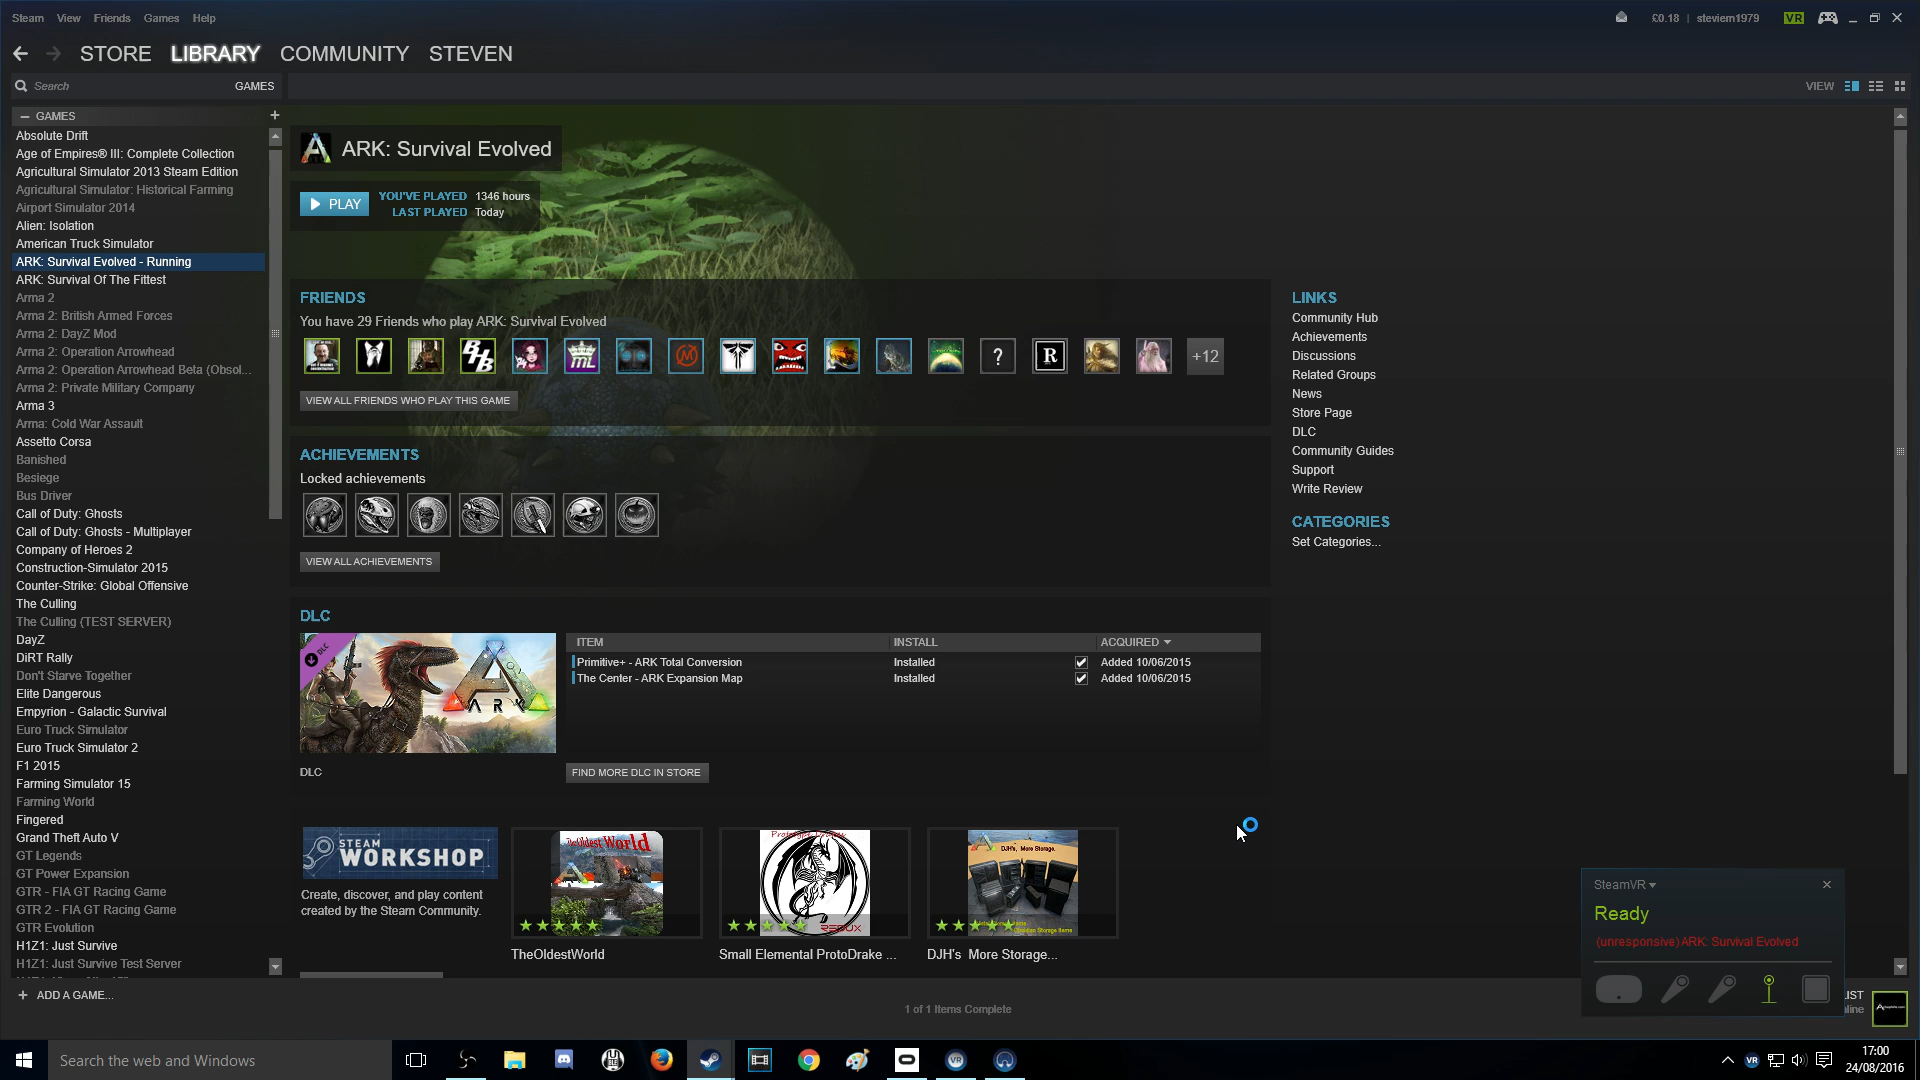 Steam View Friends Games Help
£0.18 | steviem1979 VR
STORE LIBRARY COMMUNITY STEVEN
Search GAMES
VIEW
GAMES
Absolute Drift
Age of Empires® III: Complete Collection
Agricultural Simulator 2013 Steam Edition
Agricultural Simulator: Historical Farming
Airport Simulator 2014
Alien: Isolation
American Truck Simulator
ARK: Survival Evolved - Running
ARK: Survival Of The Fittest
Arma 2
Arma 2: British Armed Forces
Arma 2: DayZ Mod
Arma 2: Operation Arrowhead
Arma 2: Operation Arrowhead Beta (Obsol...
Arma 2: Private Military Company
Arma 3
Arma: Cold War Assault
Assetto Corsa
Banished
Besiege
Bus Driver
Call of Duty: Ghosts
Call of Duty: Ghosts - Multiplayer
Company of Heroes 2
Construction-Simulator 2015
Counter-Strike: Global Offensive
The Culling
The Culling (TEST SERVER)
DayZ
DiRT Rally
Don't Starve Together
Elite Dangerous
Empyrion - Galactic Survival
Euro Truck Simulator
Euro Truck Simulator 2
F1 2015
Farming Simulator 15
Farming World
Fingered
Grand Theft Auto V
GT Legends
GT Power Expansion
GTR - FIA GT Racing Game
GTR 2 - FIA GT Racing Game
GTR Evolution
H1Z1: Just Survive
H1Z1: Just Survive Test Server
ADD A GAME...
ARK: Survival Evolved
PLAY
YOU'VE PLAYED 1346 hours
LAST PLAYED Today
FRIENDS
You have 29 Friends who play ARK: Survival Evolved
ML
?
R
+12
VIEW ALL FRIENDS WHO PLAY THIS GAME
ACHIEVEMENTS
Locked achievements
VIEW ALL ACHIEVEMENTS
DLC
DLC
ARK
DLC
ITEM INSTALL ACQUIRED
Primitive+ - ARK Total Conversion Installed Added 10/06/2015
The Center - ARK Expansion Map Installed Added 10/06/2015
FIND MORE DLC IN STORE
STEAM
WORKSHOP
Create, discover, and play content
created by the Steam Community.
TheOldest World
TheOldestWorld
REDUX
Small Elemental ProtoDrake ...
DJH's, More Storage.
DJH's More Storage...
1 of 1 Items Complete
LINKS
Community Hub
Achievements
Discussions
Related Groups
News
Store Page
DLC
Community Guides
Support
Write Review
CATEGORIES
Set Categories...
SteamVR
Ready
(unresponsive) ARK: Survival Evolved
Search the web and Windows
VR
VR
17:00
24/08/2016